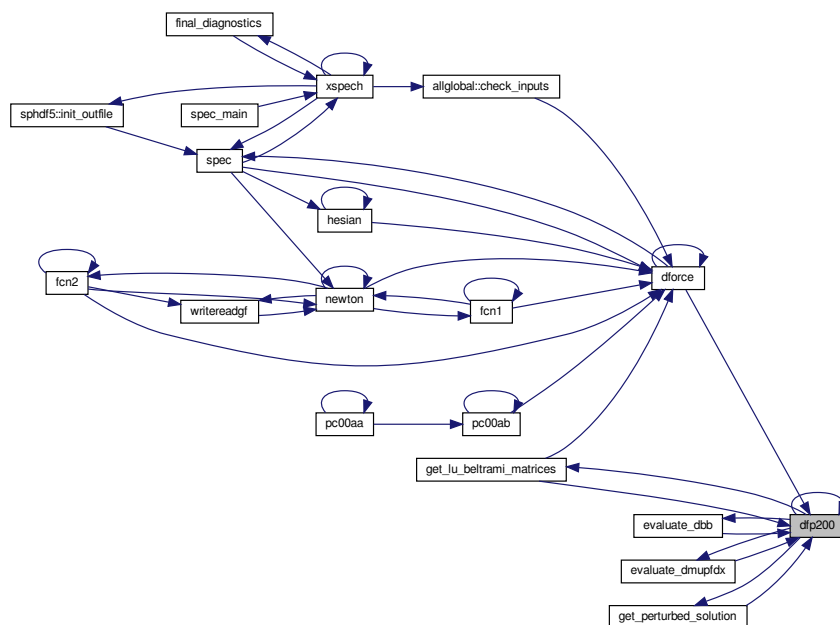 final_diagnostics
xspech
allglobal::check_inputs
sphdf5::init_outfile
spec_main
spec
hesian
dforce
fcn2
newton
writereadgf
fcn1
pc00aa
pc00ab
get_lu_beltrami_matrices
evaluate_dbb
dfp200
evaluate_dmupfdx
get_perturbed_solution